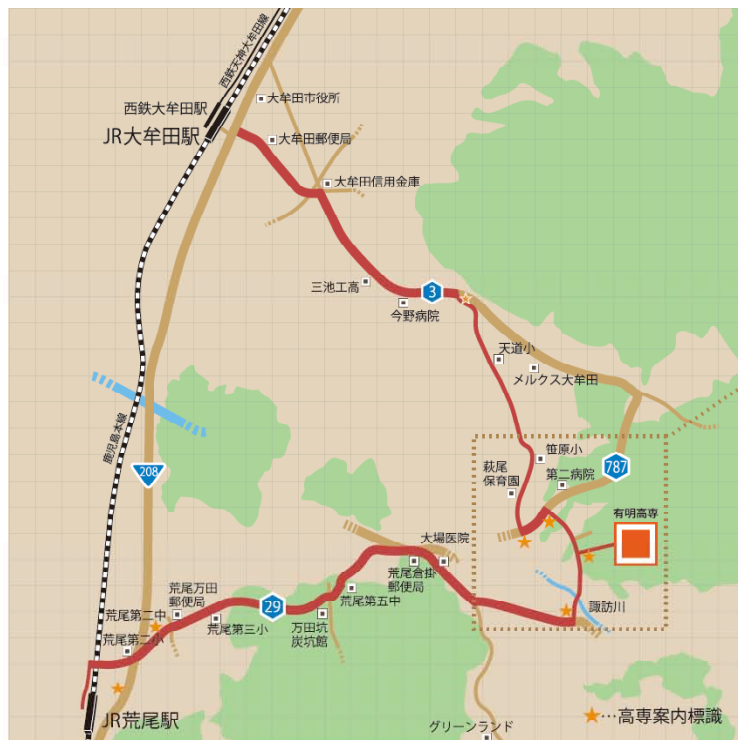 西鉄天神大牟田線
西鉄大牟田駅
JR大牟田駅
大牟田市役所
大牟田郵便局
大牟田信用金庫
三池工高
3
今野病院
天道小
メルクス大牟田
鹿児島本線
208
笹原小
787
萩尾
保育園
第二病院
有明高専
大場医院
荒尾倉掛
郵便局
荒尾万田
郵便局
29
荒尾第五中
諏訪川
荒尾第二中
荒尾第三小
万田坑
炭坑館
荒尾第二小
JR荒尾駅
グリーンランド
★…高専案内標識